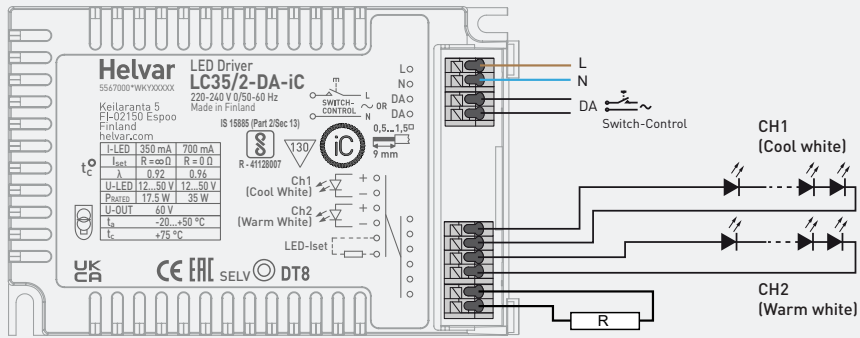 Helvar LED Driver
5567000*WKYXXXXX LC35/2-DA-iC
220-240 V 0/50-60 Hz
Made in Finland
Keilaranta 5
FI-02150 Espoo
Finland
helvar.com
IS 15885 (Part 2/Sec 13)
R - 41128007
130
iC
m
L
SWITCH-
CONTROL
N
~ OR
L
N
DA
DA
0,5...1,5
9 mm
tc
I-LED 350 mA 700 mA
Iset R = ∞ Ω R = 0 Ω
λ 0.92 0.96
U-LED 12...50 V 12...50 V
PRATED 17.5 W 35 W
U-OUT 60 V
ta -20...+50 °C
tc +75 °C
Ch1
(Cool White)
+
-
Ch2
(Warm White)
+
-
LED-Iset
UK
CA
CE EAC SELV DT8
L
N
DA ~
Switch-Control
CH1
(Cool white)
CH2
(Warm white)
R